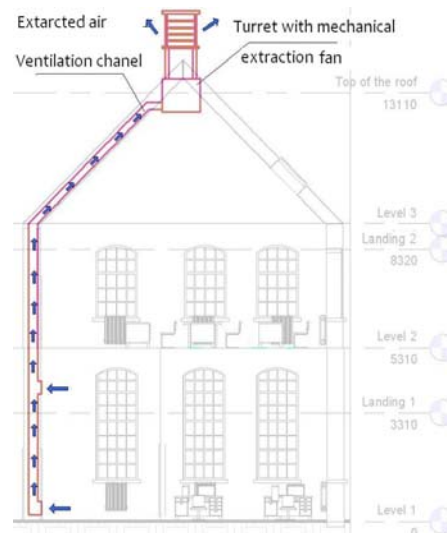 Extarcted air
Turret with mechanical
extraction fan
Ventilation chanel
Top of the roof
13110
Level 3
Landing 2
8320
Level 2
5310
Landing 1
3310
Level 1
0